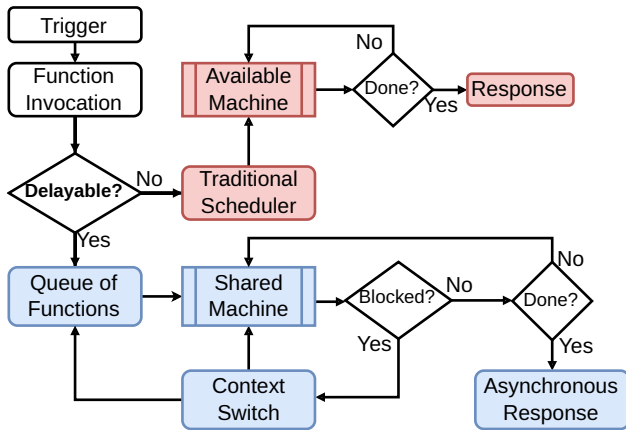 Trigger
Function
Invocation
Delayable?
No
Yes
Traditional
Scheduler
Available
Machine
No
Done?
Yes
Response
Queue of
Functions
Shared
Machine
Blocked?
No
Yes
Done?
No
Yes
Context
Switch
Asynchronous
Response